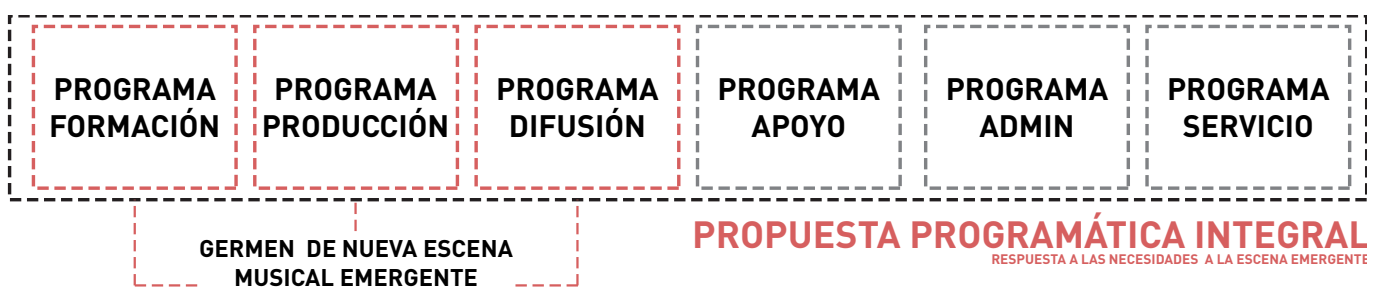 PROGRAMA
FORMACIÓN
PROGRAMA
PRODUCCIÓN
PROGRAMA
DIFUSIÓN
PROGRAMA
APOYO
PROGRAMA
ADMIN
PROGRAMA
SERVICIO
GERMEN DE NUEVA ESCENA
MUSICAL EMERGENTE
PROPUESTA PROGRAMÁTICA INTEGRAL
RESPUESTA A LAS NECESIDADES A LA ESCENA EMERGENTE